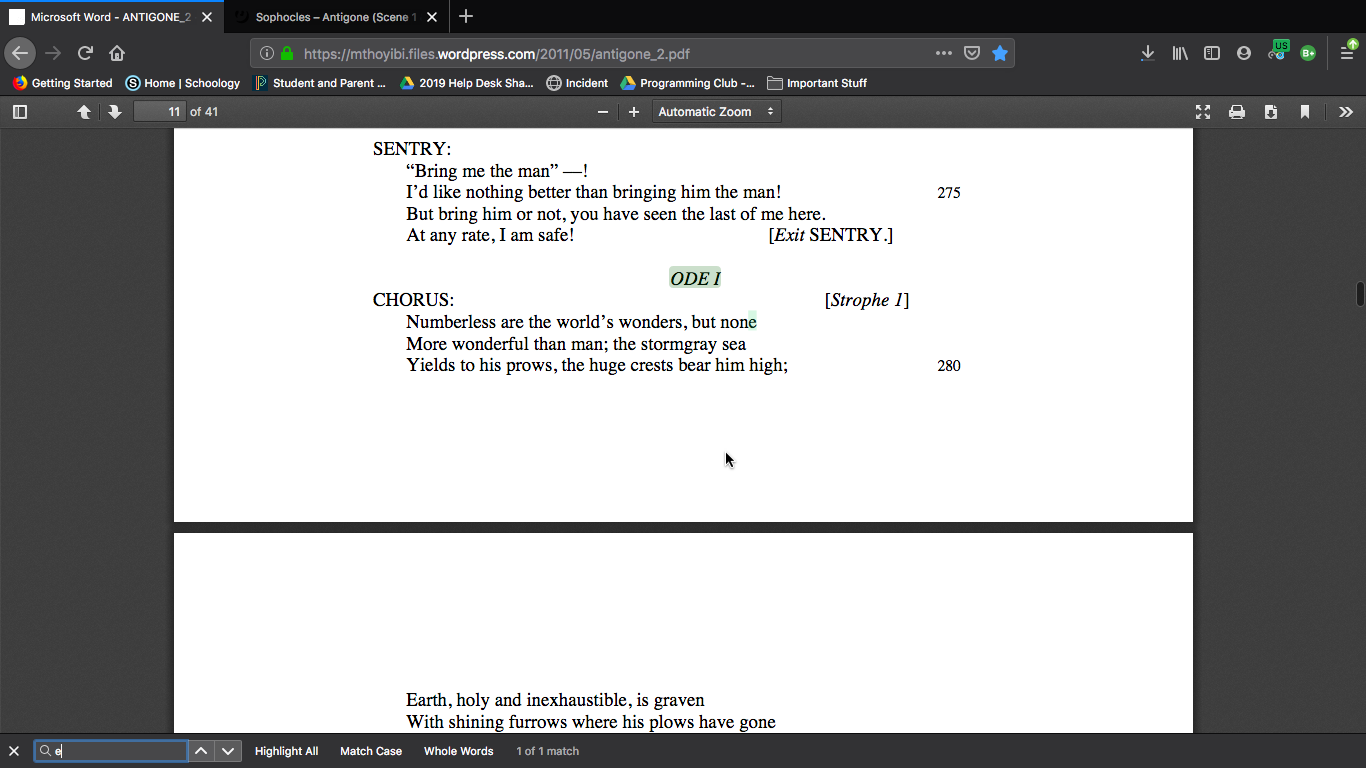 Microsoft Word - ANTIGONE_2
Sophocles – Antigone (Scene 1
https://mthoyibi.files.wordpress.com/2011/05/antigone_2.pdf
US
B+
Getting Started
Home | Schoology
Student and Parent ...
2019 Help Desk Sha...
Incident
Programming Club -...
Important Stuff
11 of 41
Automatic Zoom
SENTRY:
“Bring me the man” —!
I’d like nothing better than bringing him the man! 275
But bring him or not, you have seen the last of me here.
At any rate, I am safe! [Exit SENTRY.]
ODE I
CHORUS: [Strophe 1]
Numberless are the world’s wonders, but none
More wonderful than man; the stormgray sea
Yields to his prows, the huge crests bear him high; 280
Earth, holy and inexhaustible, is graven
With shining furrows where his plows have gone
e
Highlight All
Match Case
Whole Words
1 of 1 match